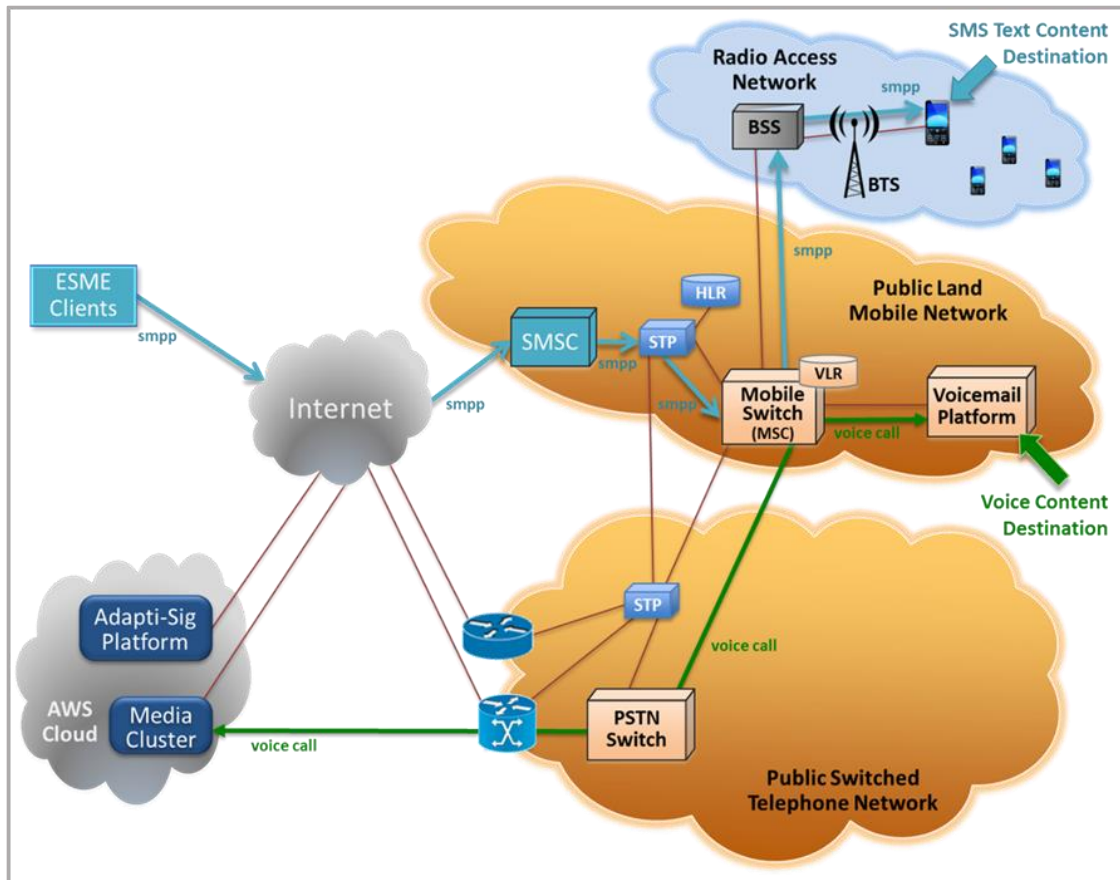 SMS Text Content
Destination
Radio Access
Network
smpp
BSS
BTS
smpp
ESME
Clients
smpp
HLR
Public Land
Mobile Network
SMSC
STP
smpp
smpp
smpp
VLR
Mobile
Switch
(MSC)
Voicemail
Platform
voice call
Internet
Voice Content
Destination
Adapti-Sig
Platform
STP
voice call
AWS
Cloud
Media
Cluster
voice call
PSTN
Switch
Public Switched
Telephone Network